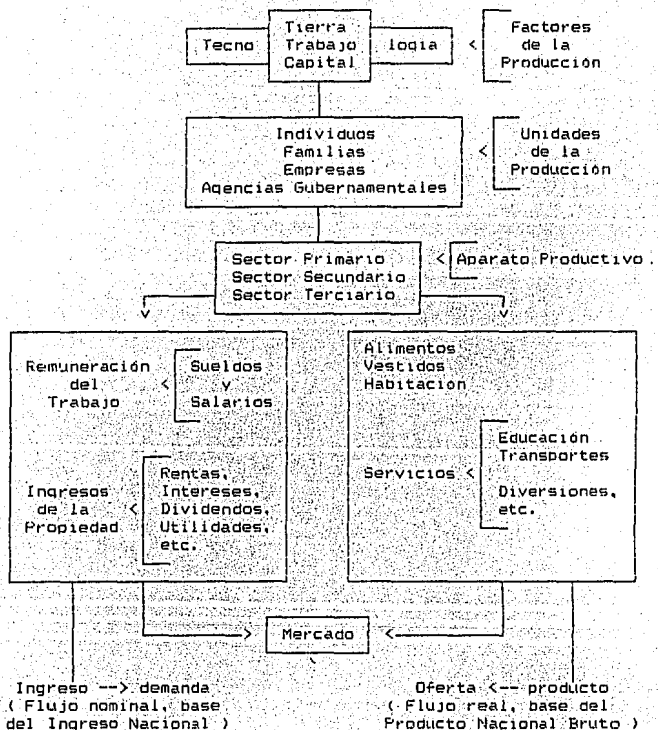 Tierra
Trabajo
Capital
Tecno
logía
Factores
de la
Producción
Individuos
Familias
Empresas
Agencias Gubernamentales
Unidades
de la
Producción
Sector Primario
Sector Secundario
Sector Terciario
Aparato Productivo.
Remuneración
del
Trabajo
Sueldos
y
Salarios
Ingresos
de la
Propiedad
Rentas,
Intereses,
Dividendos,
Utilidades,
etc.
Alimentos
Vestidos
Habitación
Servicios
Educación
Transportes
Diversiones,
etc.
Mercado
Ingreso --> demanda
( Flujo nominal, base
del Ingreso Nacional )
Oferta <-- producto
( Flujo real, base del
Producto Nacional Bruto )